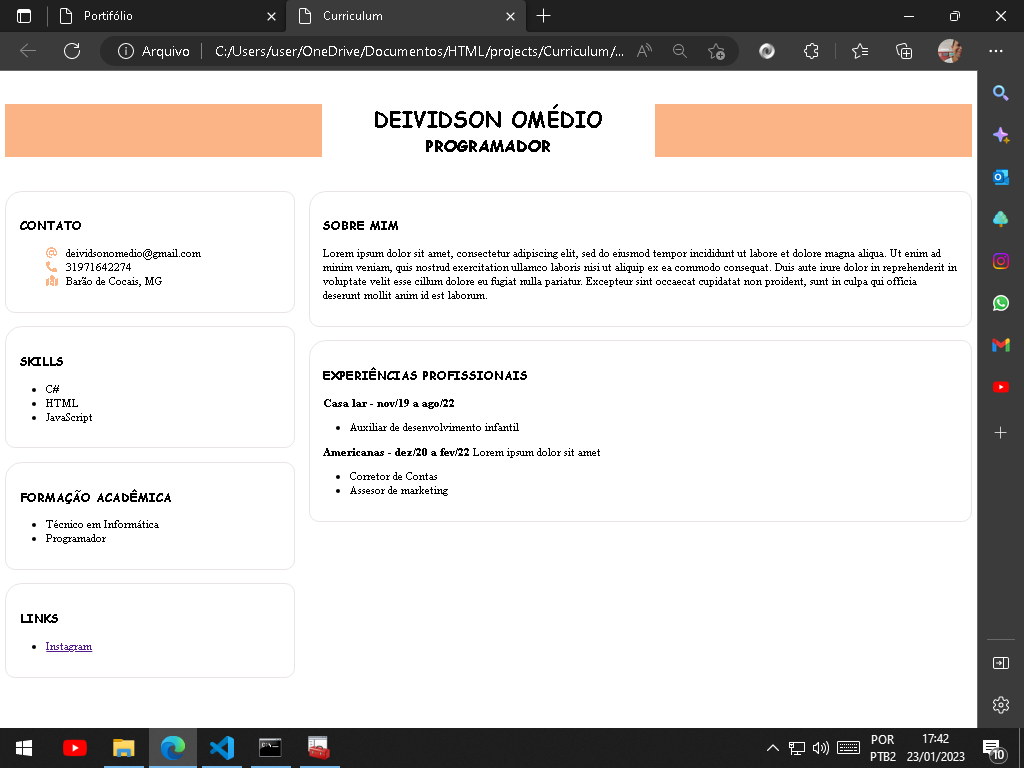 Portifólio
Curriculum
Arquivo
C:/Users/user/OneDrive/Documentos/HTML/projects/Curriculum/...
DEIVIDSON OMÉDIO
PROGRAMADOR
CONTATO
deividsonomedio@gmail.com
31971642274
Barão de Cocais, MG
SKILLS
C#
HTML
JavaScript
FORMAÇÃO ACADÊMICA
Técnico em Informática
Programador
LINKS
Instagram
SOBRE MIM
Lorem ipsum dolor sit amet, consectetur adipiscing elit, sed do eiusmod tempor incididunt ut labore et dolore magna aliqua. Ut enim ad
minim veniam, quis nostrud exercitation ullamco laboris nisi ut aliquip ex ea commodo consequat. Duis aute irure dolor in reprehenderit in
voluptate velit esse cillum dolore eu fugiat nulla pariatur. Excepteur sint occaecat cupidatat non proident, sunt in culpa qui officia
deserunt mollit anim id est laborum.
EXPERIÊNCIAS PROFISSIONAIS
Casa lar - nov/19 a ago/22
Auxiliar de desenvolvimento infantil
Americanas - dez/20 a fev/22 Lorem ipsum dolor sit amet
Corretor de Contas
Assesor de marketing
POR
PTB2
17:42
23/01/2023
10